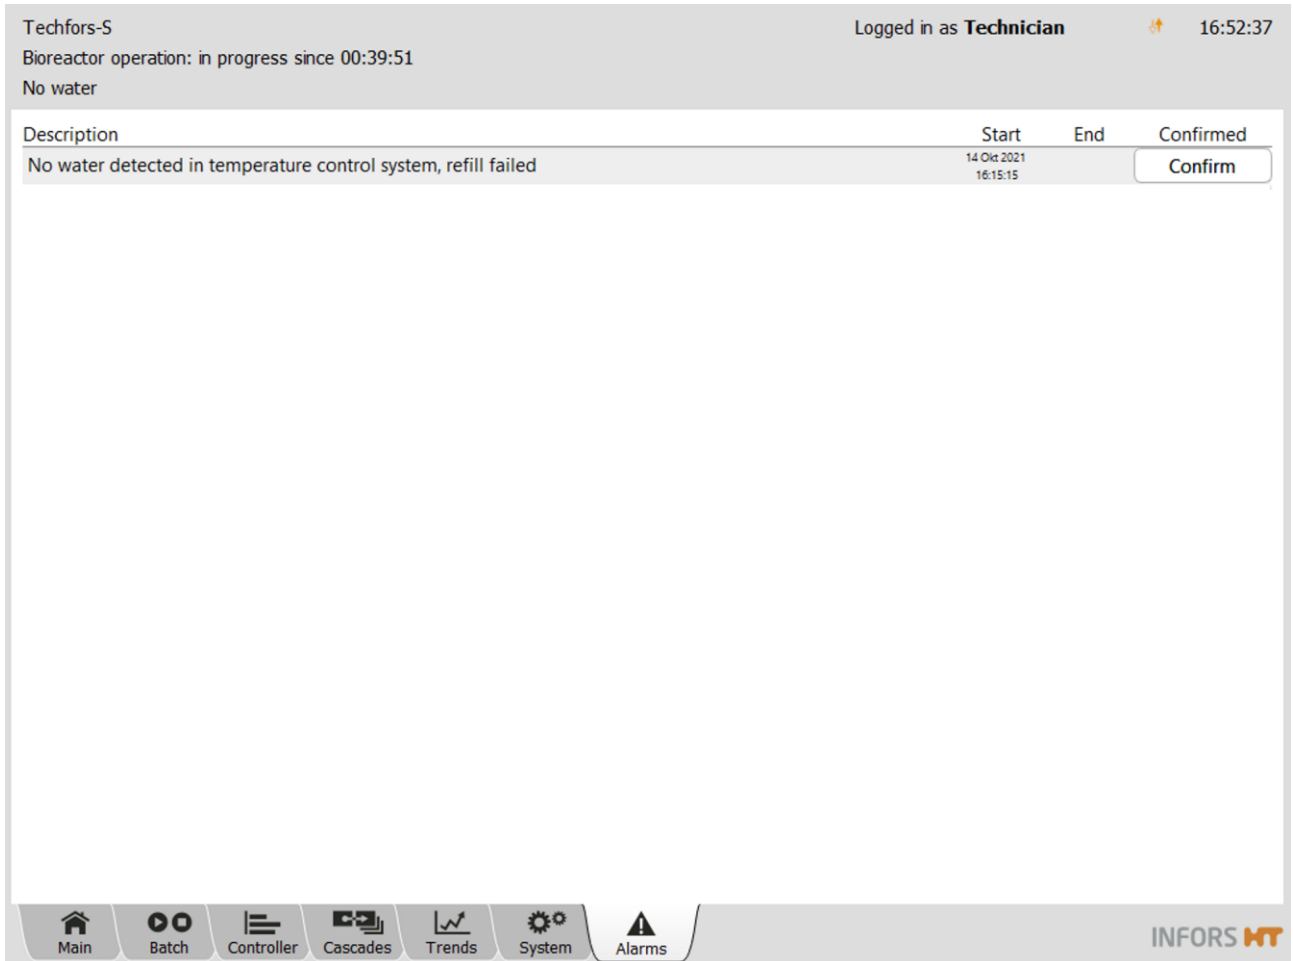 Techfors-S
Logged in as Technician
16:52:37
Bioreactor operation: in progress since 00:39:51
No water
Description Start End Confirmed
No water detected in temperature control system, refill failed
14 Okt 2021
16:15:15
Confirm
Main Batch Controller Cascades Trends System Alarms
INFORS HT